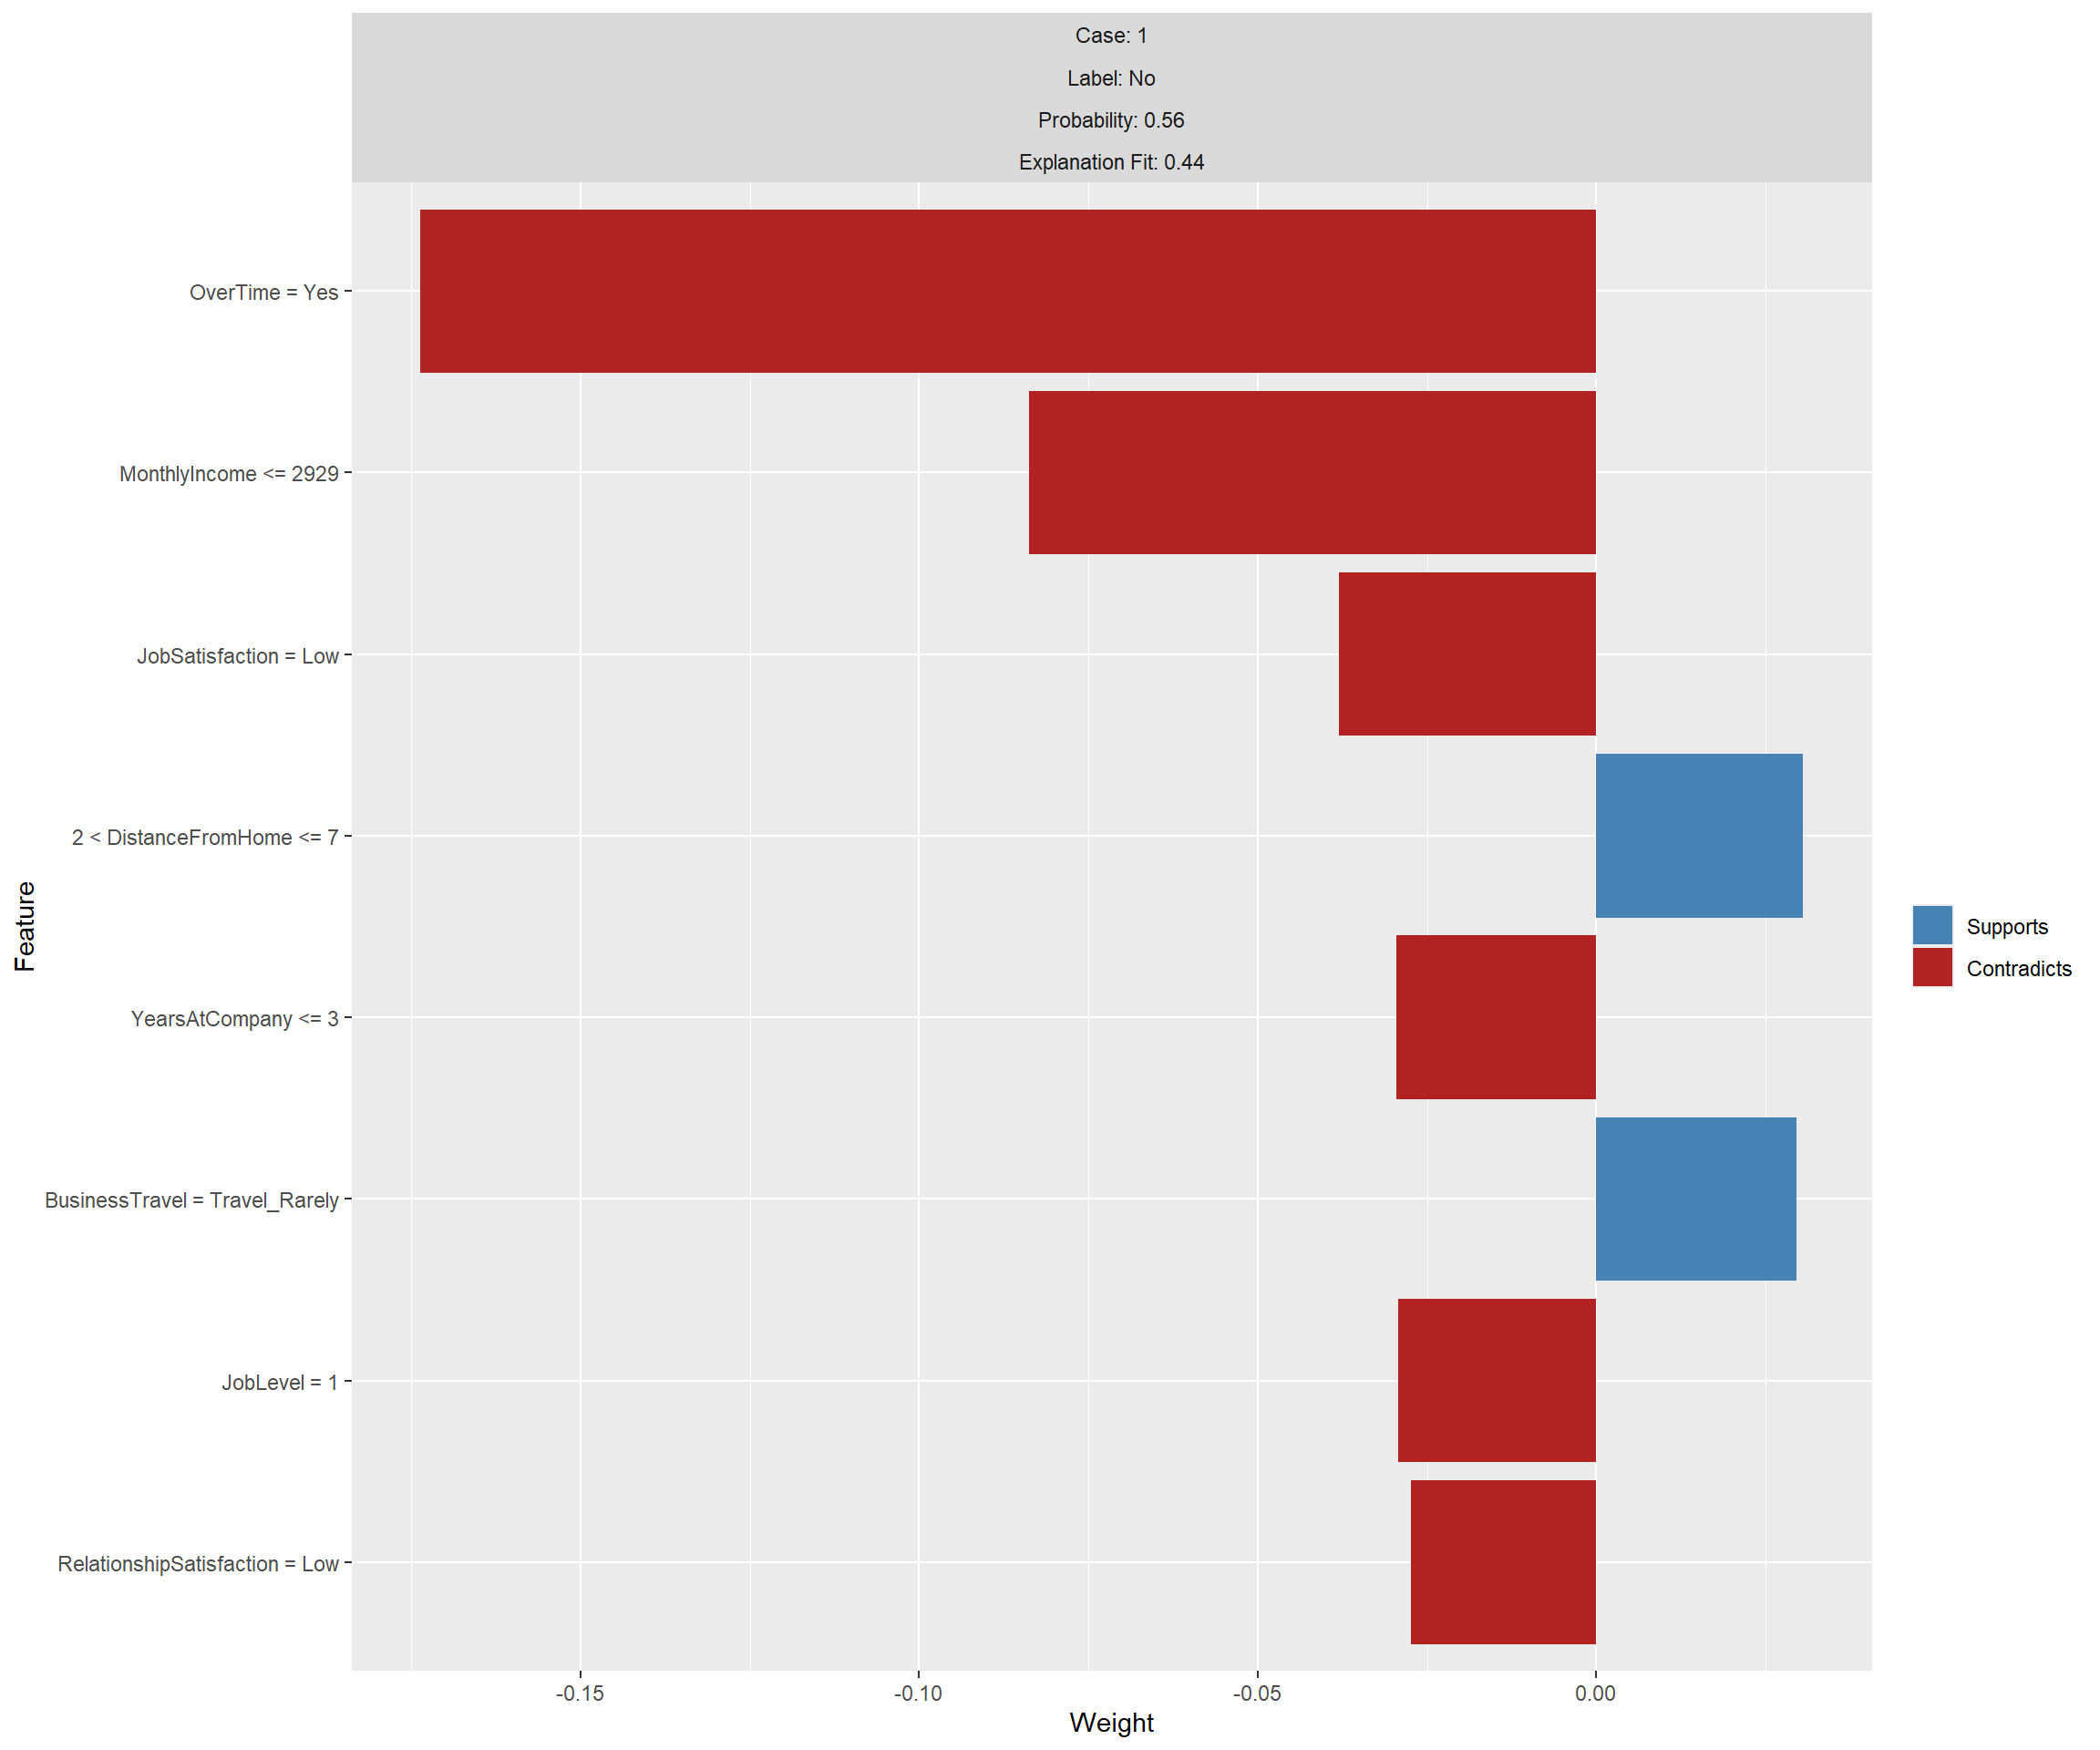 Case: 1
Label: No
Probability: 0.56
Explanation Fit: 0.44
OverTime = Yes
MonthlyIncome <= 2929
JobSatisfaction = Low
2 < DistanceFromHome <= 7
YearsAtCompany <= 3
BusinessTravel = Travel_Rarely
JobLevel = 1
RelationshipSatisfaction = Low
Feature
-0.15
-0.10
-0.05
0.00
Weight
Supports
Contradicts